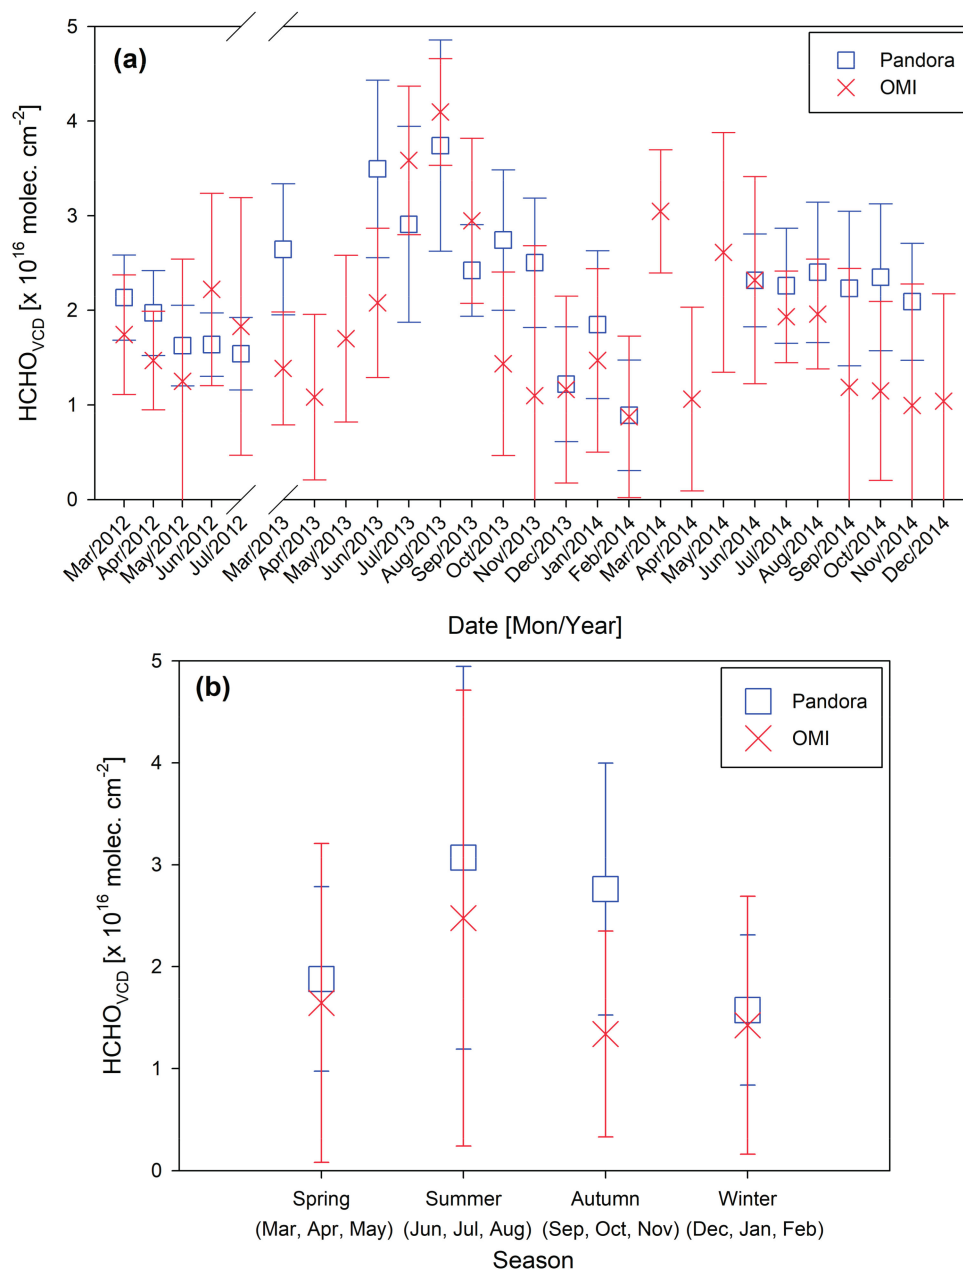 (a)
Pandora
OMI
HCHO_VCD [x 10^16 molec. cm^-2]
5
4
3
2
1
0
Mar/2012
Apr/2012
May/2012
Jun/2012
Jul/2012
Mar/2013
Apr/2013
May/2013
Jun/2013
Jul/2013
Aug/2013
Sep/2013
Oct/2013
Nov/2013
Dec/2013
Jan/2014
Feb/2014
Mar/2014
Apr/2014
May/2014
Jun/2014
Jul/2014
Aug/2014
Sep/2014
Oct/2014
Nov/2014
Dec/2014
Date [Mon/Year]
(b)
Pandora
OMI
HCHO_VCD [x 10^16 molec. cm^-2]
5
4
3
2
1
0
Spring Summer Autumn Winter
(Mar, Apr, May) (Jun, Jul, Aug) (Sep, Oct, Nov) (Dec, Jan, Feb)
Season